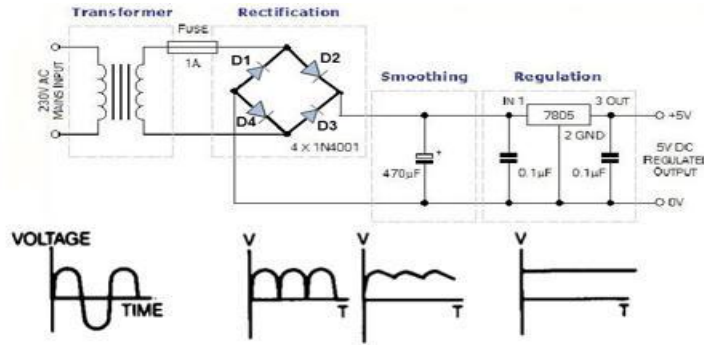 Transformer
Rectification
FUSE
1A
D1
D2
D4
D3
4 X 1N4001
230V AC
MAINS INPUT
Smoothing
Regulation
470µF
IN 1
7805
3 OUT
2 GND
0.1µF
0.1µF
+5V
5V DC
REGULATED
OUTPUT
0V
VOLTAGE
TIME
V
T
V
T
V
T